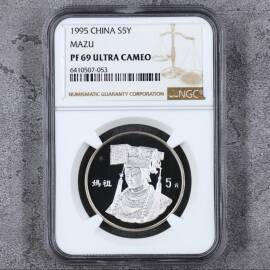 1995 CHINA S5Y
MAZU
PF 69 ULTRA CAMEO
6410507-053
NUMISMATIC GUARANTY CORPORATION
NGC
媽祖 5元